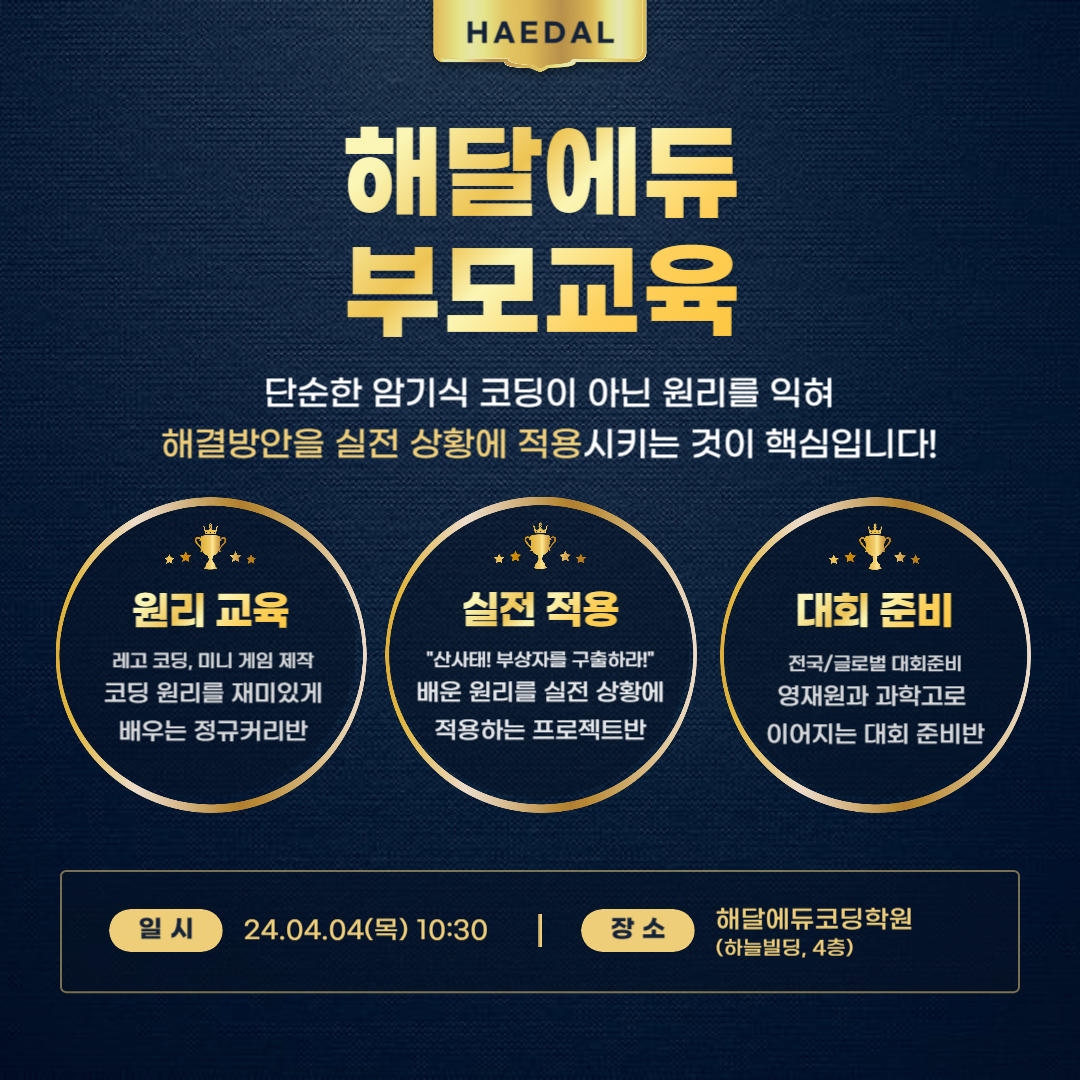 HAEDAL
해달에듀
부모교육
단순한 암기식 코딩이 아닌 원리를 익혀
해결방안을 실전 상황에 적용시키는 것이 핵심입니다!
원리 교육
레고 코딩, 미니 게임 제작
코딩 원리를 재미있게
배우는 정규커리반
실전 적용
"산사태! 부상자를 구출하라!"
배운 원리를 실전 상황에
적용하는 프로젝트반
대회 준비
전국/글로벌 대회준비
영재원과 과학고로
이어지는 대회 준비반
일 시
24.04.04(목) 10:30
장 소
해달에듀코딩학원
(하늘빌딩, 4층)